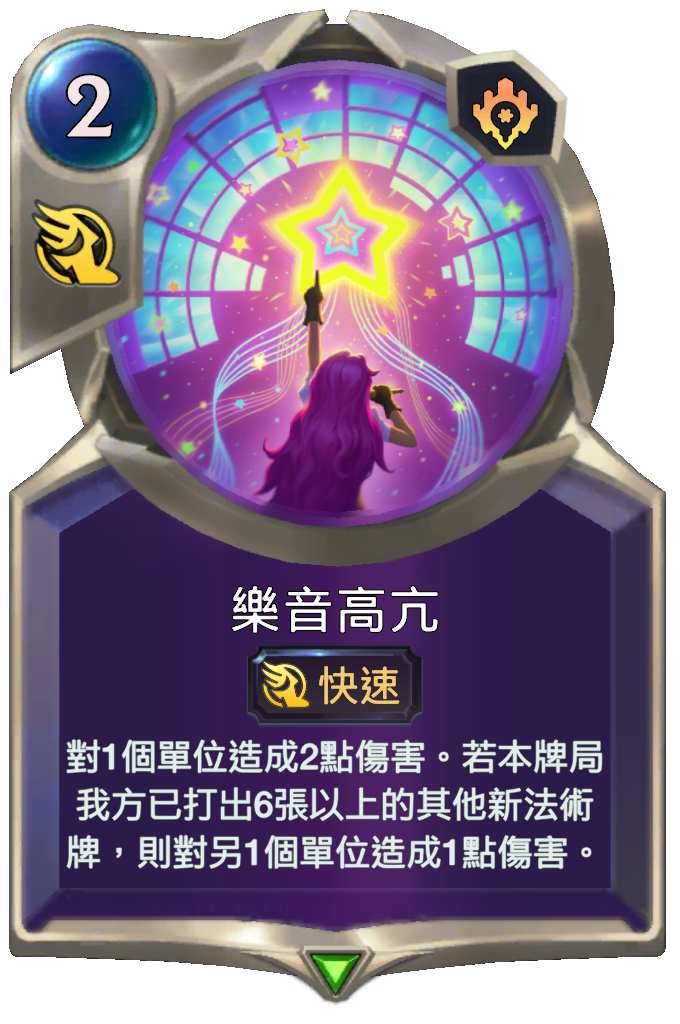 2
樂音高亢
快速
對1個單位造成2點傷害。若本牌局
我方已打出6張以上的其他新法術
牌，則對另1個單位造成1點傷害。